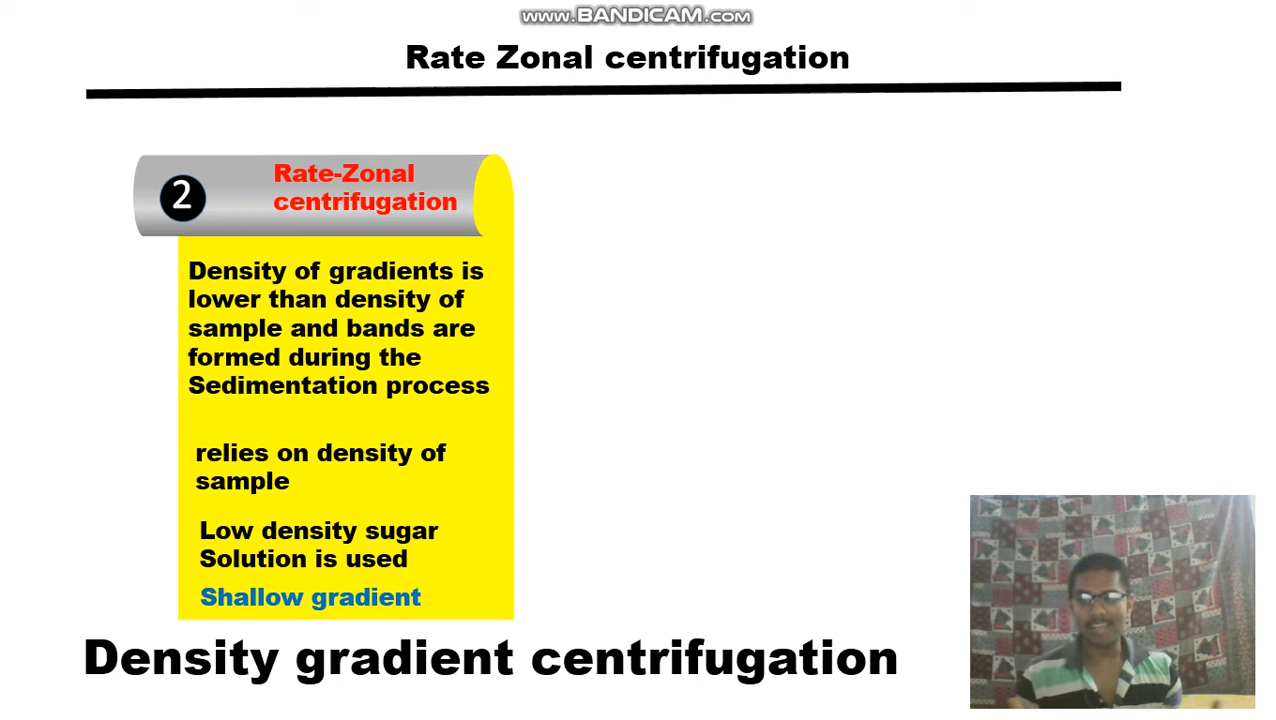 www.BANDICAM.com
Rate Zonal centrifugation
2
Rate-Zonal
centrifugation
Density of gradients is
lower than density of
sample and bands are
formed during the
Sedimentation process
relies on density of
sample
Low density sugar
Solution is used
Shallow gradient
Density gradient centrifugation